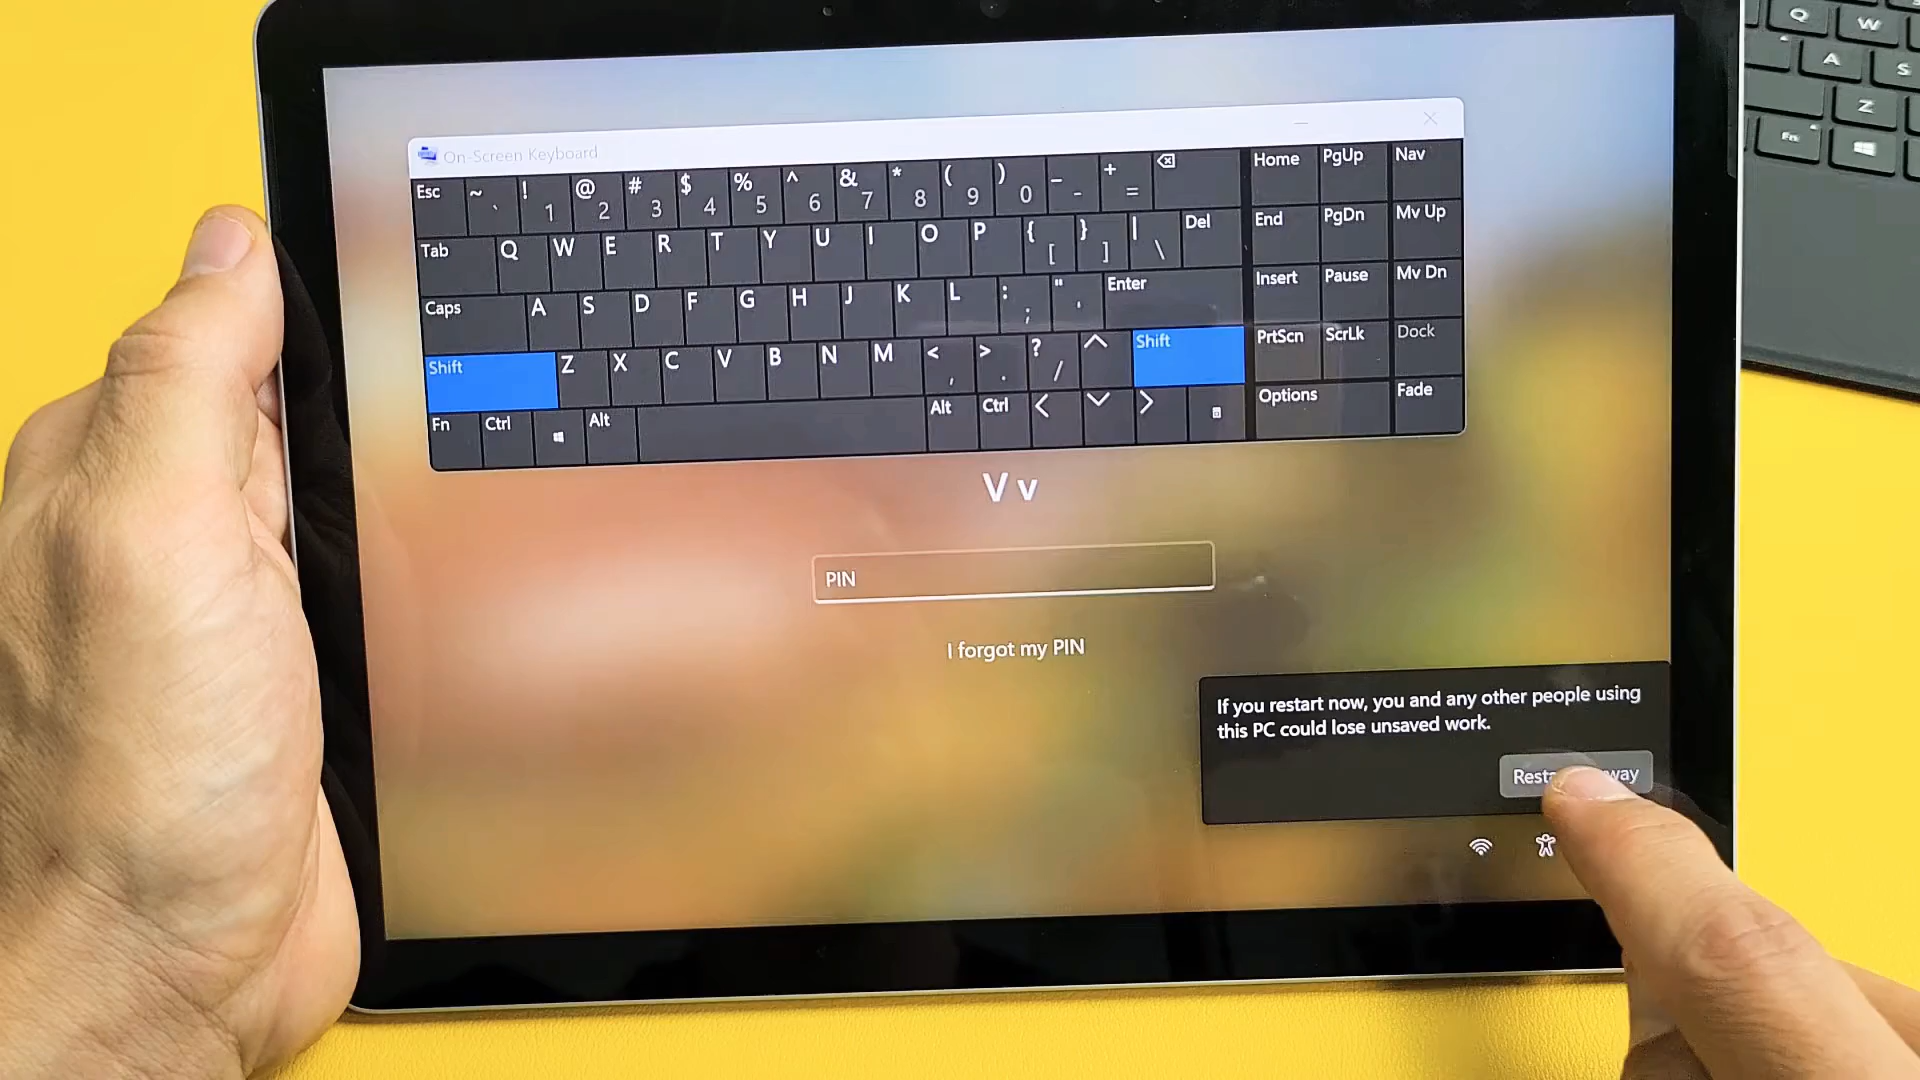 On-Screen Keyboard
Esc ~ ` ! 1 @ 2 # 3 $ 4 % 5 ^ 6 & 7 * 8 ( 9 ) 0 _ - + = Home PgUp Nav
Tab Q W E R T Y U I O P { [ } ] | \ Del End PgDn Mv Up
Caps A S D F G H J K L : ; " ' Enter Insert Pause Mv Dn
Shift Z X C V B N M < , > . ? / Shift PrtScn ScrLk Dock
Fn Ctrl Alt Alt Ctrl Options Fade
V v
PIN
I forgot my PIN
If you restart now, you and any other people using
this PC could lose unsaved work.
Q W
A S
Z
Fn